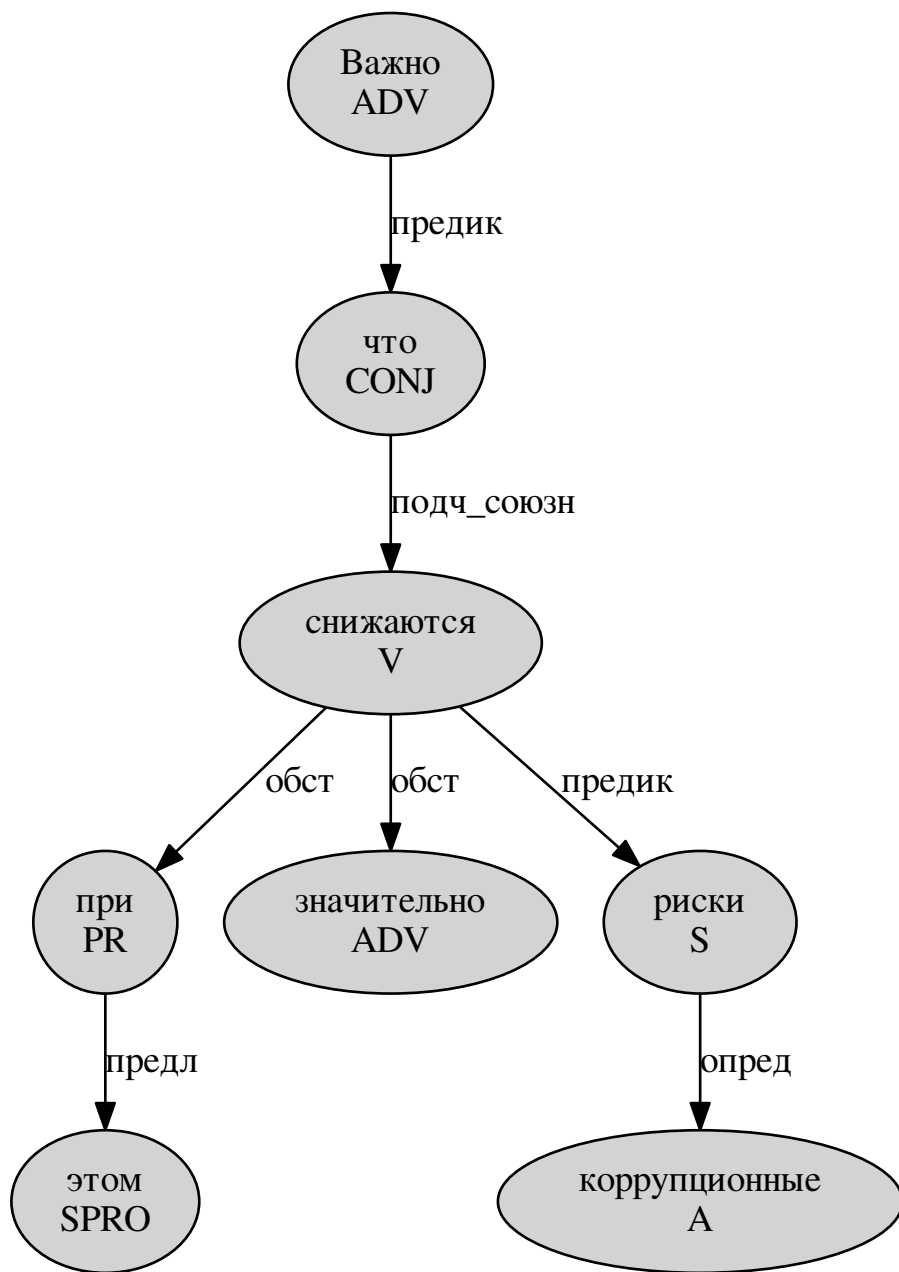 Важно
ADV
предик
что
CONJ
подч_союзн
снижаются
V
обст
обст
предик
при
PR
значительно
ADV
риски
S
предл
опред
этом
SPRO
коррупционные
A